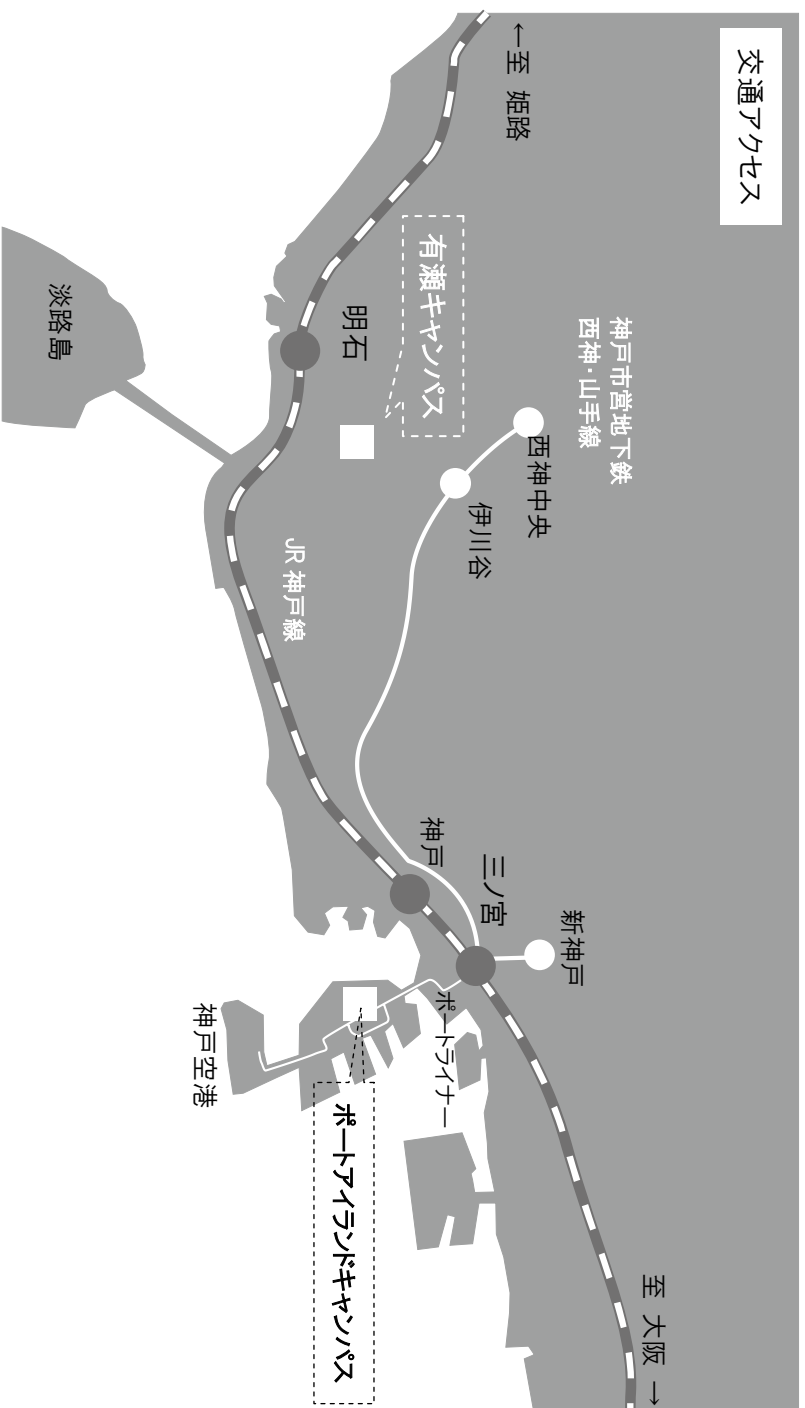 交通アクセス
←至 姫路
神戸市営地下鉄
西神・山手線
有瀬キャンパス
明石
淡路島
西神中央
伊川谷
JR 神戸線
神戸
三ノ宮
新神戸
ポートライナー
神戸空港
ポートアイランドキャンパス
至 大阪 →